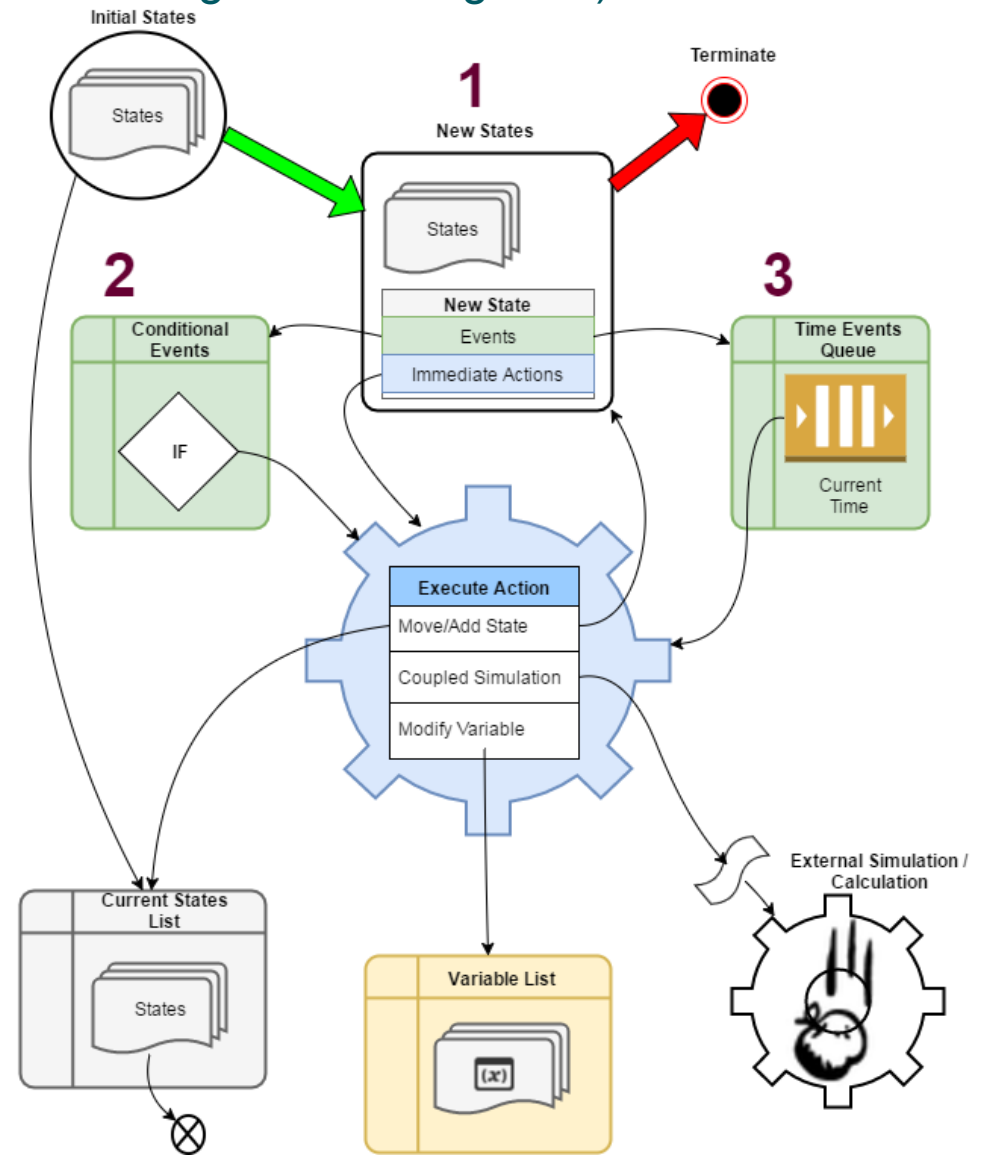 Initial States
States
1
New States
Terminate
States
New State
Events
Immediate Actions
2
Conditional
Events
IF
3
Time Events
Queue
Current
Time
Execute Action
Move/Add State
Coupled Simulation
Modify Variable
External Simulation /
Calculation
Current States
List
States
Variable List
(x)